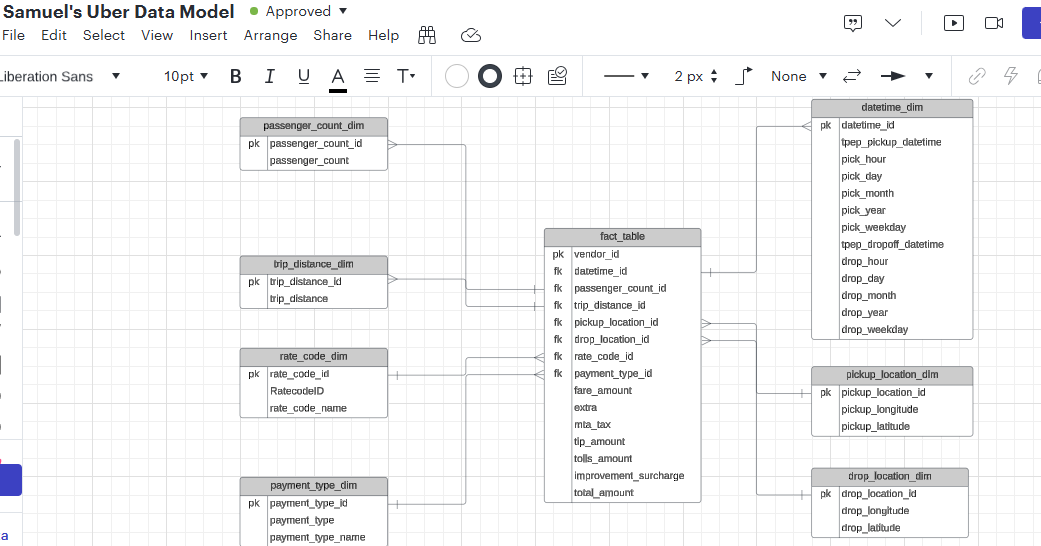 Samuel's Uber Data Model Approved
File Edit Select View Insert Arrange Share Help
Liberation Sans 10pt B I U A T 2 px None
passenger_count_dim
pk passenger_count_id
passenger_count
trip_distance_dim
pk trip_distance_id
trip_distance
rate_code_dim
pk rate_code_id
RatecodeID
rate_code_name
payment_type_dim
pk payment_type_id
payment_type
payment_type_name
fact_table
pk vendor_id
fk datetime_id
fk passenger_count_id
fk trip_distance_id
fk pickup_location_id
fk drop_location_id
fk rate_code_id
fk payment_type_id
fare_amount
extra
mta_tax
tip_amount
tolls_amount
improvement_surcharge
total_amount
datetime_dim
pk datetime_id
tpep_pickup_datetime
pick_hour
pick_day
pick_month
pick_year
pick_weekday
tpep_dropoff_datetime
drop_hour
drop_day
drop_month
drop_year
drop_weekday
pickup_location_dim
pk pickup_location_id
pickup_longitude
pickup_latitude
drop_location_dim
pk drop_location_id
drop_longitude
drop_latitude